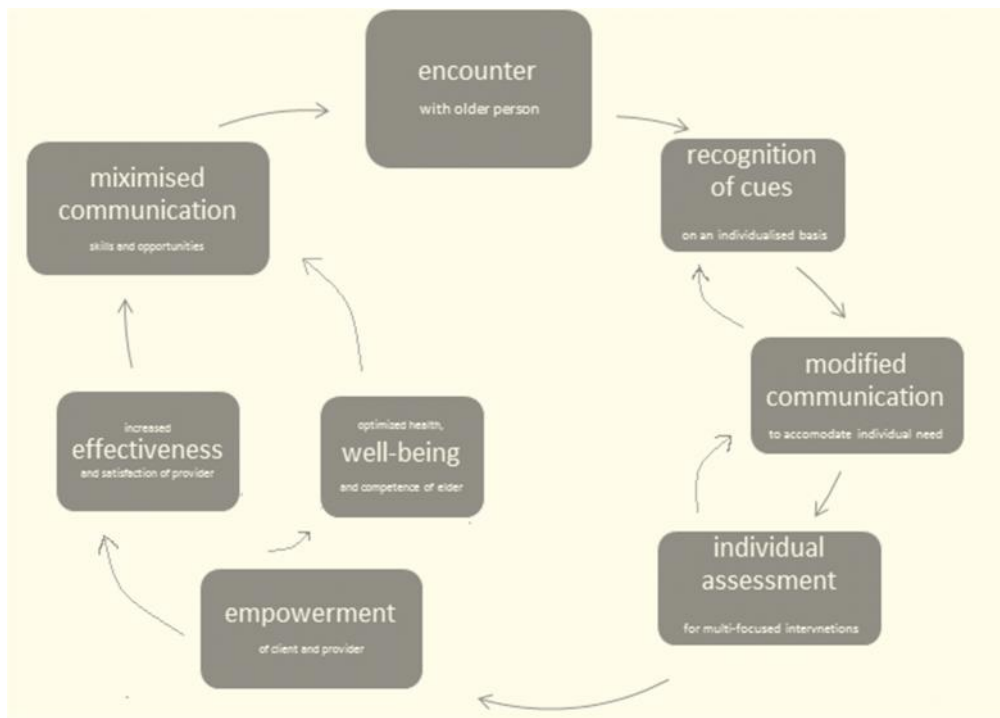 encounter
with older person
recognition
of cues
on an individualised basis
modified
communication
to accomodate individual need
individual
assessment
for multi-focused intervnetions
empowerment
of client and provider
increased
effectiveness
and satisfaction of provider
optimized health,
well-being
and competence of elder
miximised
communication
skills and opportunities